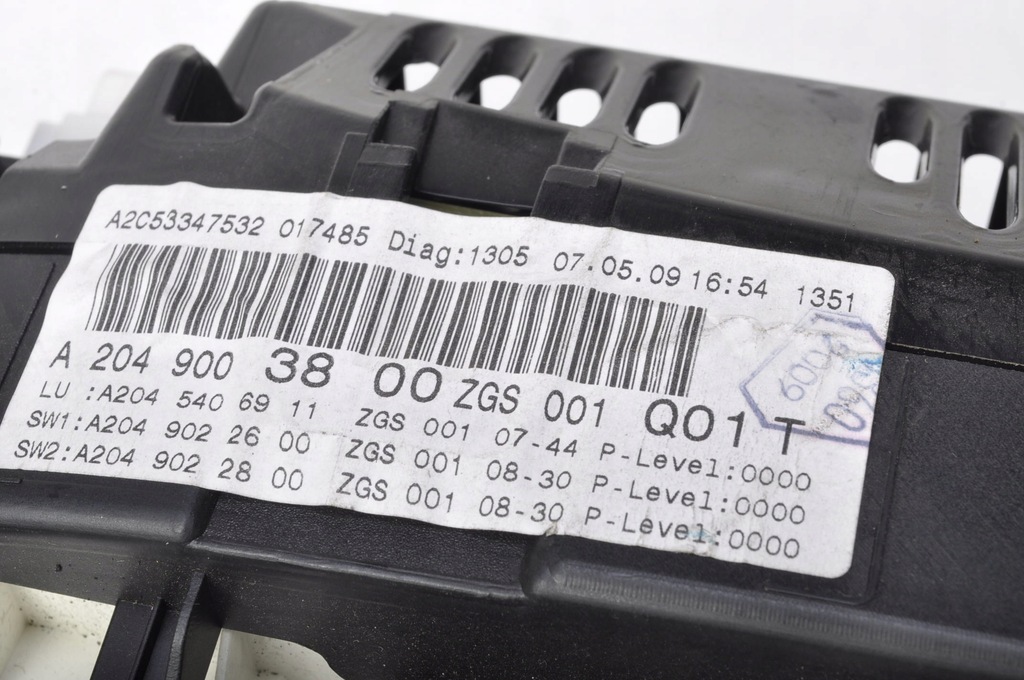 A2C53347532 017485 Diag:1305 07.05.09 16:54 1351
A 204 900 38 00 ZGS 001 Q01 T
LU :A204 540 69 11 ZGS 001 07-44 P-Level:0000
SW1:A204 902 26 00 ZGS 001 08-30 P-Level:0000
SW2:A204 902 28 00 ZGS 001 08-30 P-Level:0000